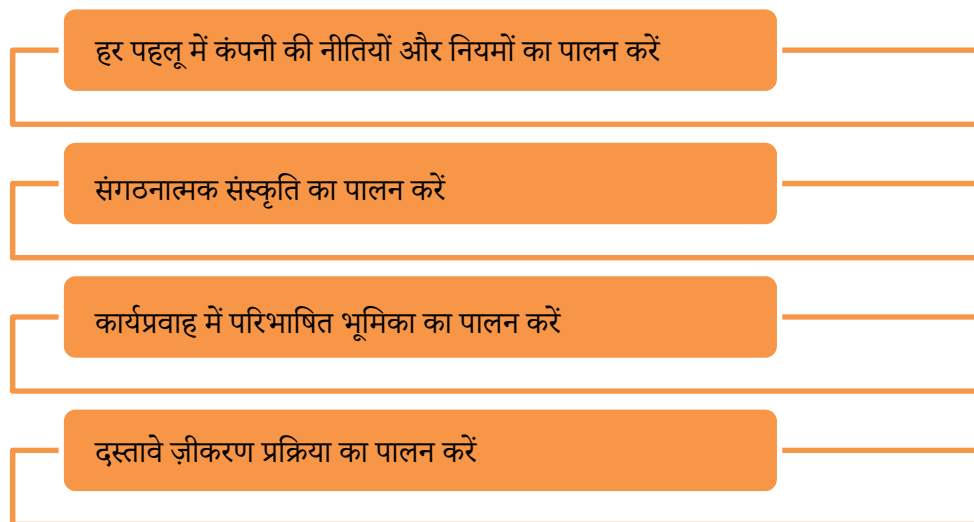 हर पहलू में कंपनी की नीतियों और नियमों का पालन करें
संगठनात्मक संस्कृति का पालन करें
कार्यप्रवाह में परिभाषित भूमिका का पालन करें
दस्तावे ज़ीकरण प्रक्रिया का पालन करें